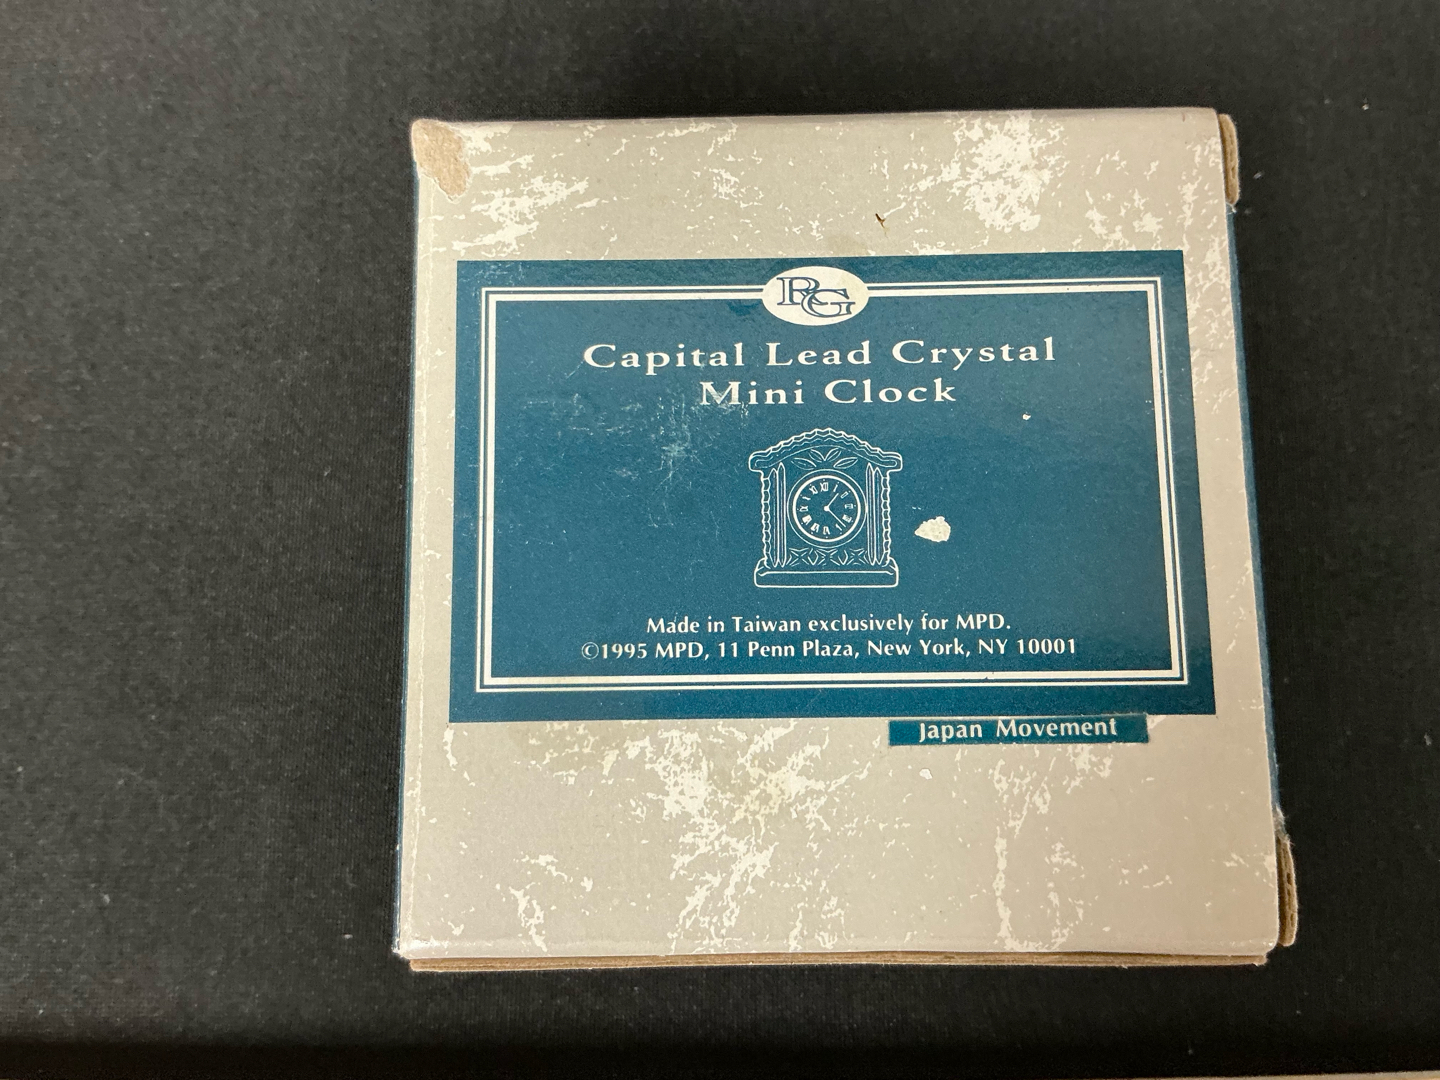 RG
Capital Lead Crystal
Mini Clock
Made in Taiwan exclusively for MPD.
©1995 MPD, 11 Penn Plaza, New York, NY 10001
Japan Movement